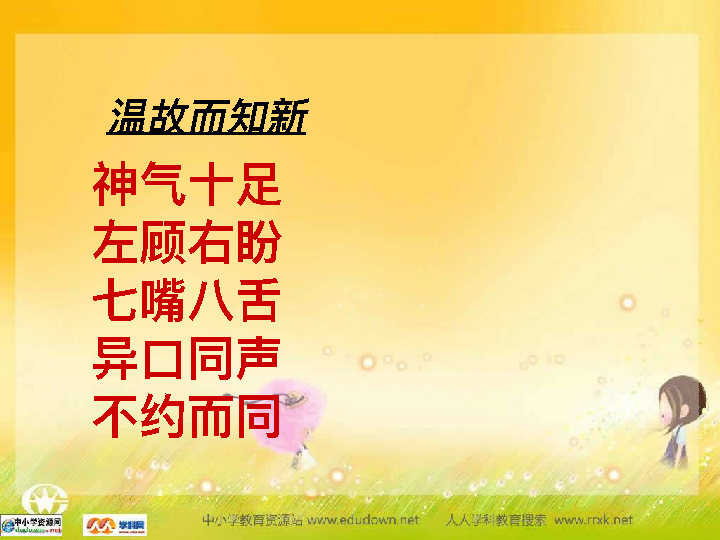 温故而知新
神气十足
左顾右盼
七嘴八舌
异口同声
不约而同
中小学资源网
学科网
中小学教育资源站 www.edudown.net 人人学科教育搜索 www.rrxk.net